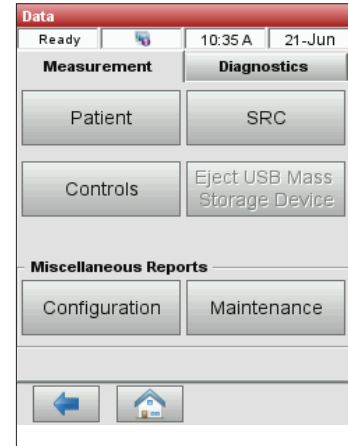 Data
Ready 10:35 A 21-Jun
Measurement Diagnostics
Patient SRC
Controls Eject USB Mass
Storage Device
Miscellaneous Reports
Configuration Maintenance